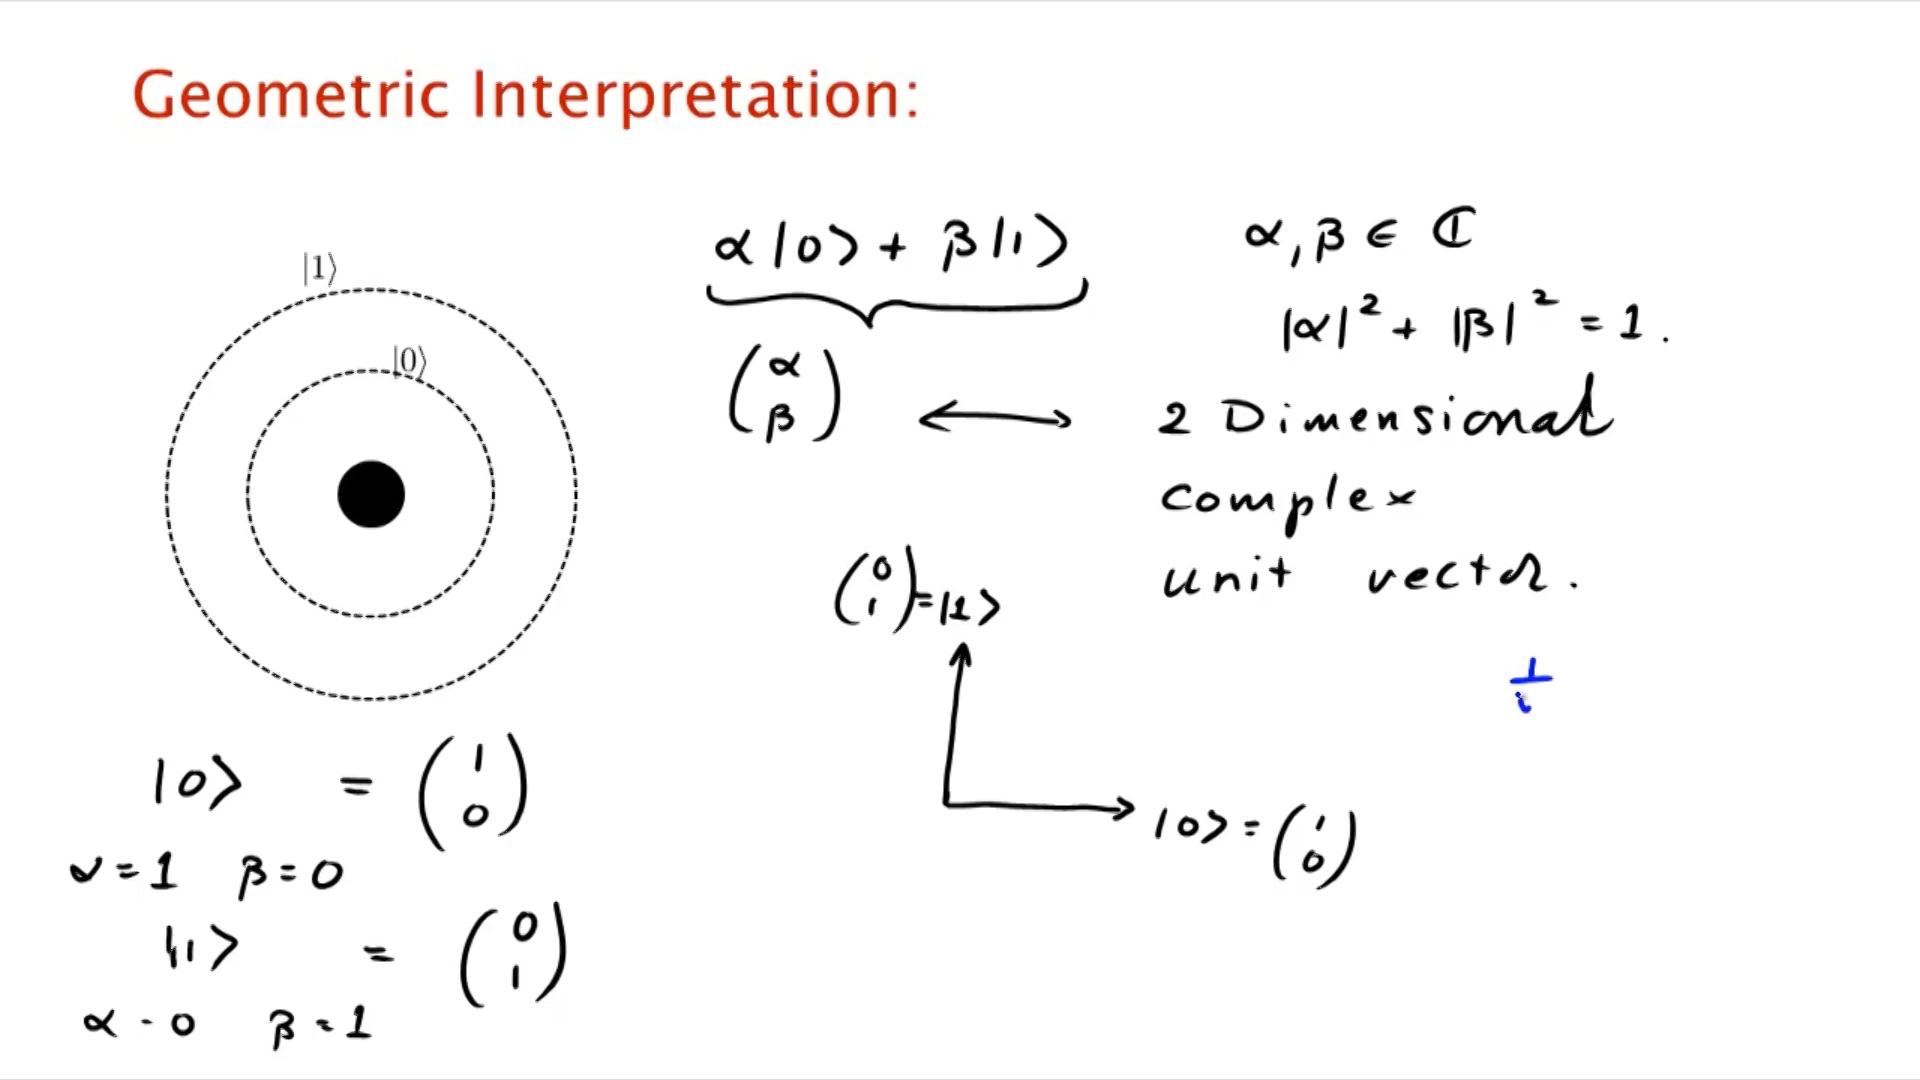 Geometric Interpretation:
|1⟩
|0⟩
α|0⟩ + β|1⟩
(α
β)
α, β ∈ ℂ
|α|² + |β|² = 1.
2 Dimensional
complex
unit vector.
(0
1) = |1⟩
|0⟩ = (1
0)
|0⟩ = (1
0)
α = 1 β = 0
|1⟩ = (0
1)
α - 0 β = 1